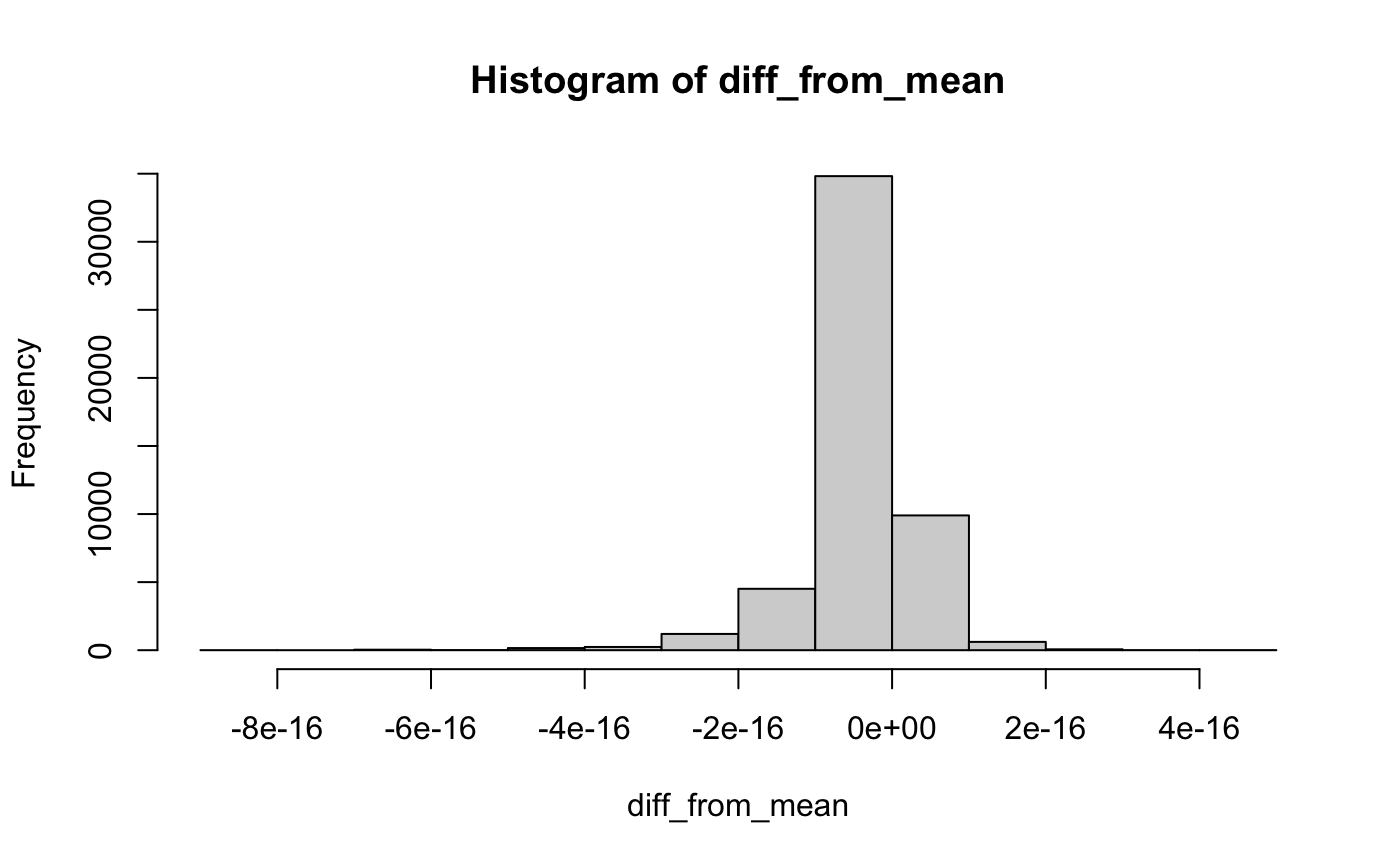 Histogram of diff_from_mean
Frequency
30000
20000
10000
0
-8e-16 -6e-16 -4e-16 -2e-16 0e+00 2e-16 4e-16
diff_from_mean